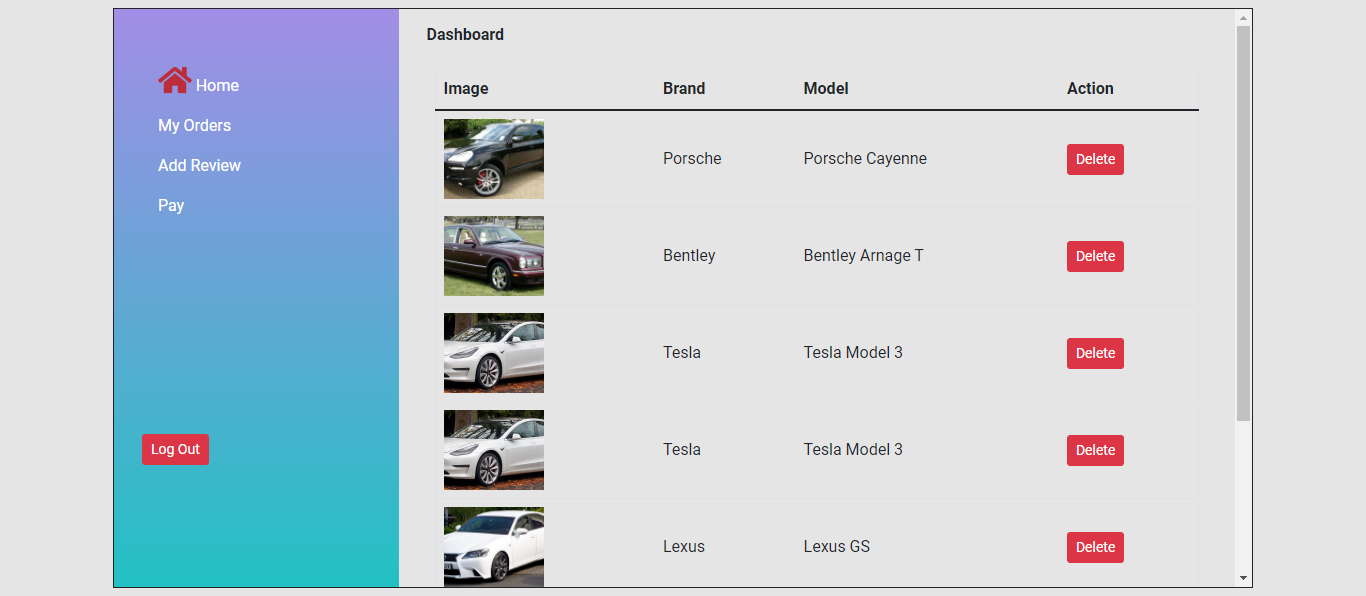 Dashboard
Home
My Orders
Add Review
Pay
Log Out
Image Brand Model Action
Porsche Porsche Cayenne Delete
Bentley Bentley Arnage T Delete
Tesla Tesla Model 3 Delete
Tesla Tesla Model 3 Delete
Lexus Lexus GS Delete